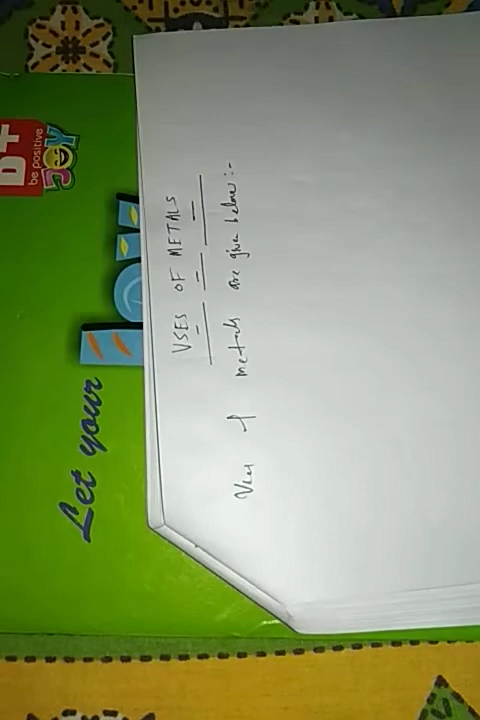 USES OF METALS
Uses of metals are given below :-
Let your
B+
be positive
JOY